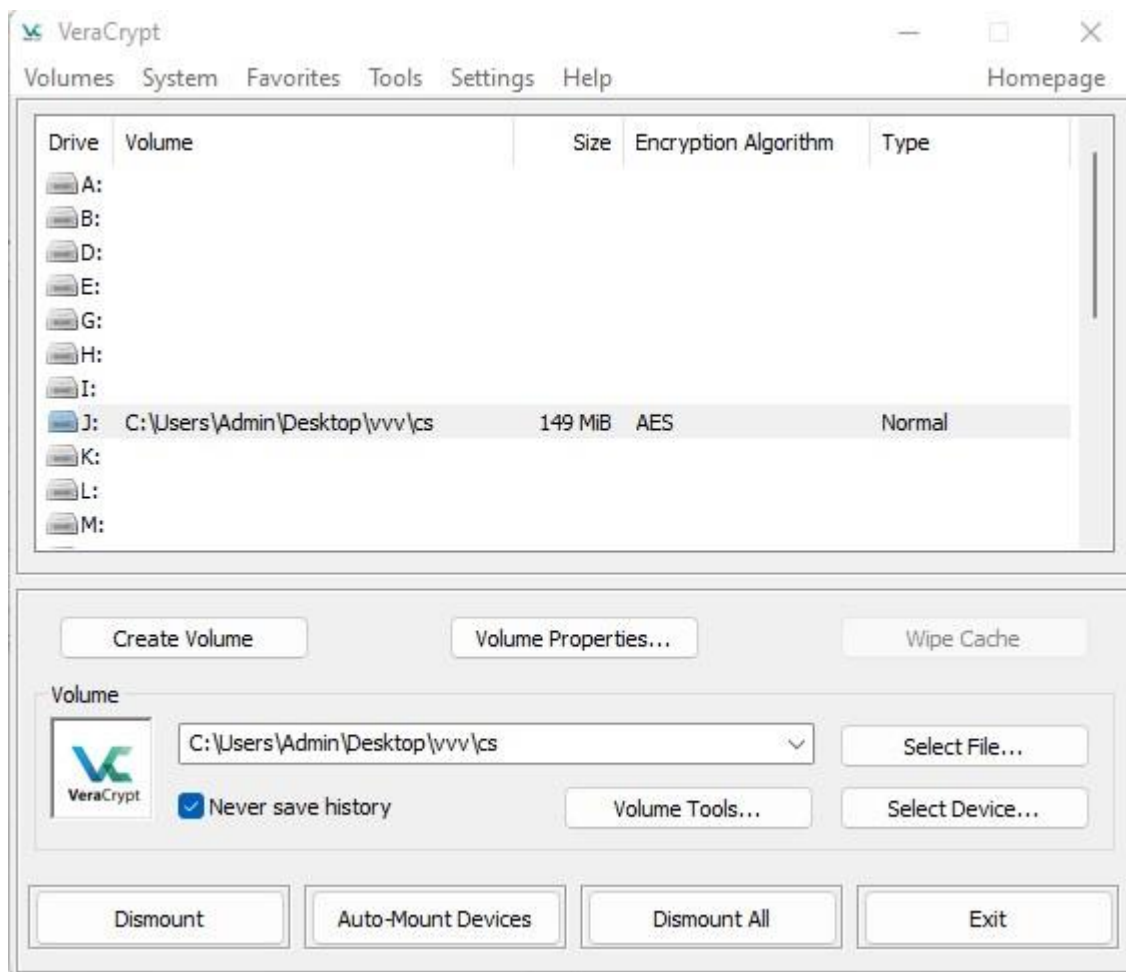 VeraCrypt
Volumes System Favorites Tools Settings Help Homepage
Drive Volume Size Encryption Algorithm Type
A:
B:
D:
E:
G:
H:
I:
J: C:\Users\Admin\Desktop\vvv\cs 149 MiB AES Normal
K:
L:
M:
Create Volume Volume Properties... Wipe Cache
Volume
C:\Users\Admin\Desktop\vvv\cs Select File...
VeraCrypt Never save history Volume Tools... Select Device...
Dismount Auto-Mount Devices Dismount All Exit